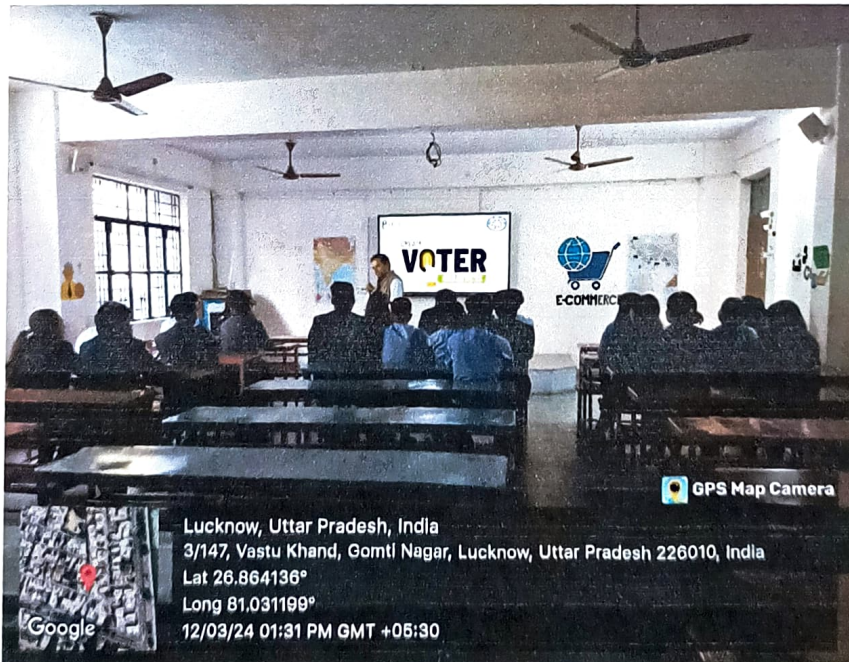 VOTER
E-COMMERC
GPS Map Camera
Lucknow, Uttar Pradesh, India
3/147, Vastu Khand, Gomti Nagar, Lucknow, Uttar Pradesh 226010, India
Lat 26.864136°
Long 81.031199°
12/03/24 01:31 PM GMT +05:30
Google